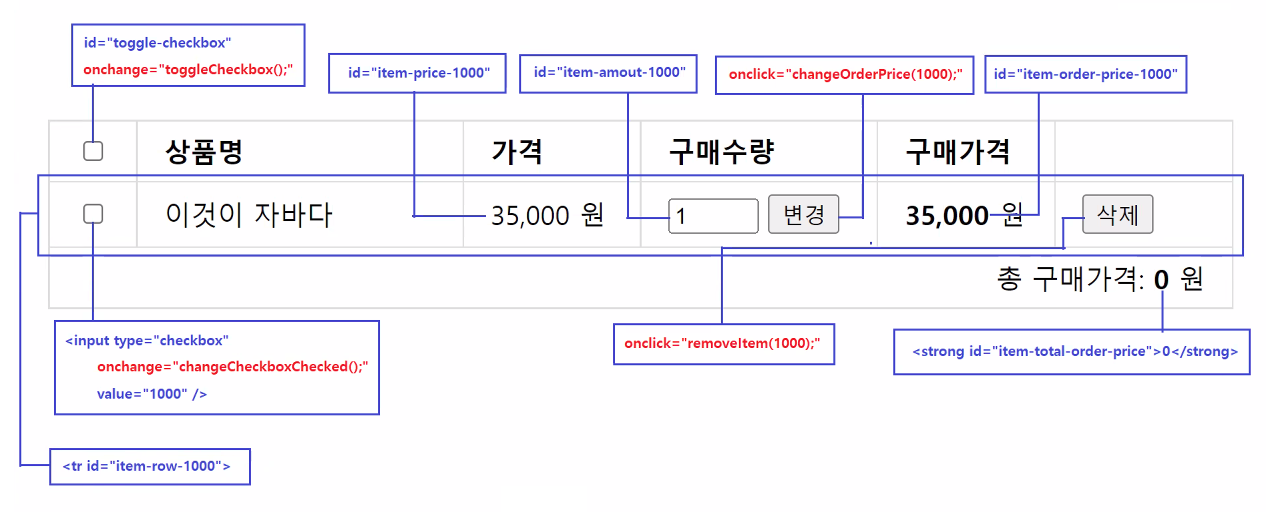 id="toggle-checkbox"
onchange="toggleCheckbox();"
id="item-price-1000"
id="item-amout-1000"
onclick="changeOrderPrice(1000);"
id="item-order-price-1000"
상품명 가격 구매수량 구매가격
이것이 자바다 35,000 원 1 변경 35,000 원 삭제
총 구매가격: 0 원
<input type="checkbox"
onchange="changeCheckboxChecked();"
value="1000" />
onclick="removeItem(1000);"
<strong id="item-total-order-price">0</strong>
<tr id="item-row-1000">